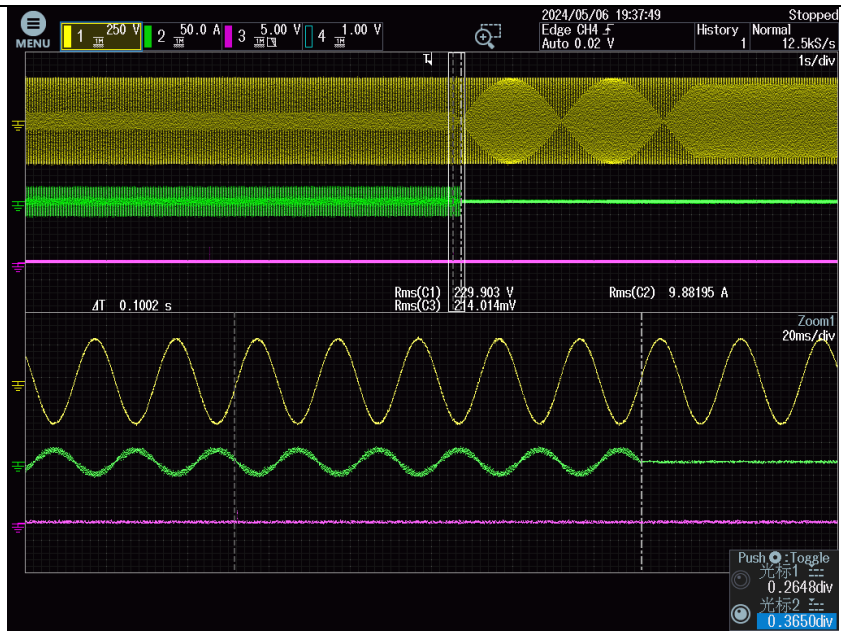 2024/05/06 19:37:49 Stopped
MENU 1 250 V 2 50.0 A 3 5.00 V 4 1.00 V Edge CH4 Auto 0.02 V History 1 Normal 12.5kS/s
T 1s/div
Rms(C1) 229.903 V Rms(C2) 9.88195 A
ΔT 0.1002 s Rms(C3) 214.014mV
Zoom1
20ms/div
Push :Toggle
光标1
0.2648div
光标2
0.3650div